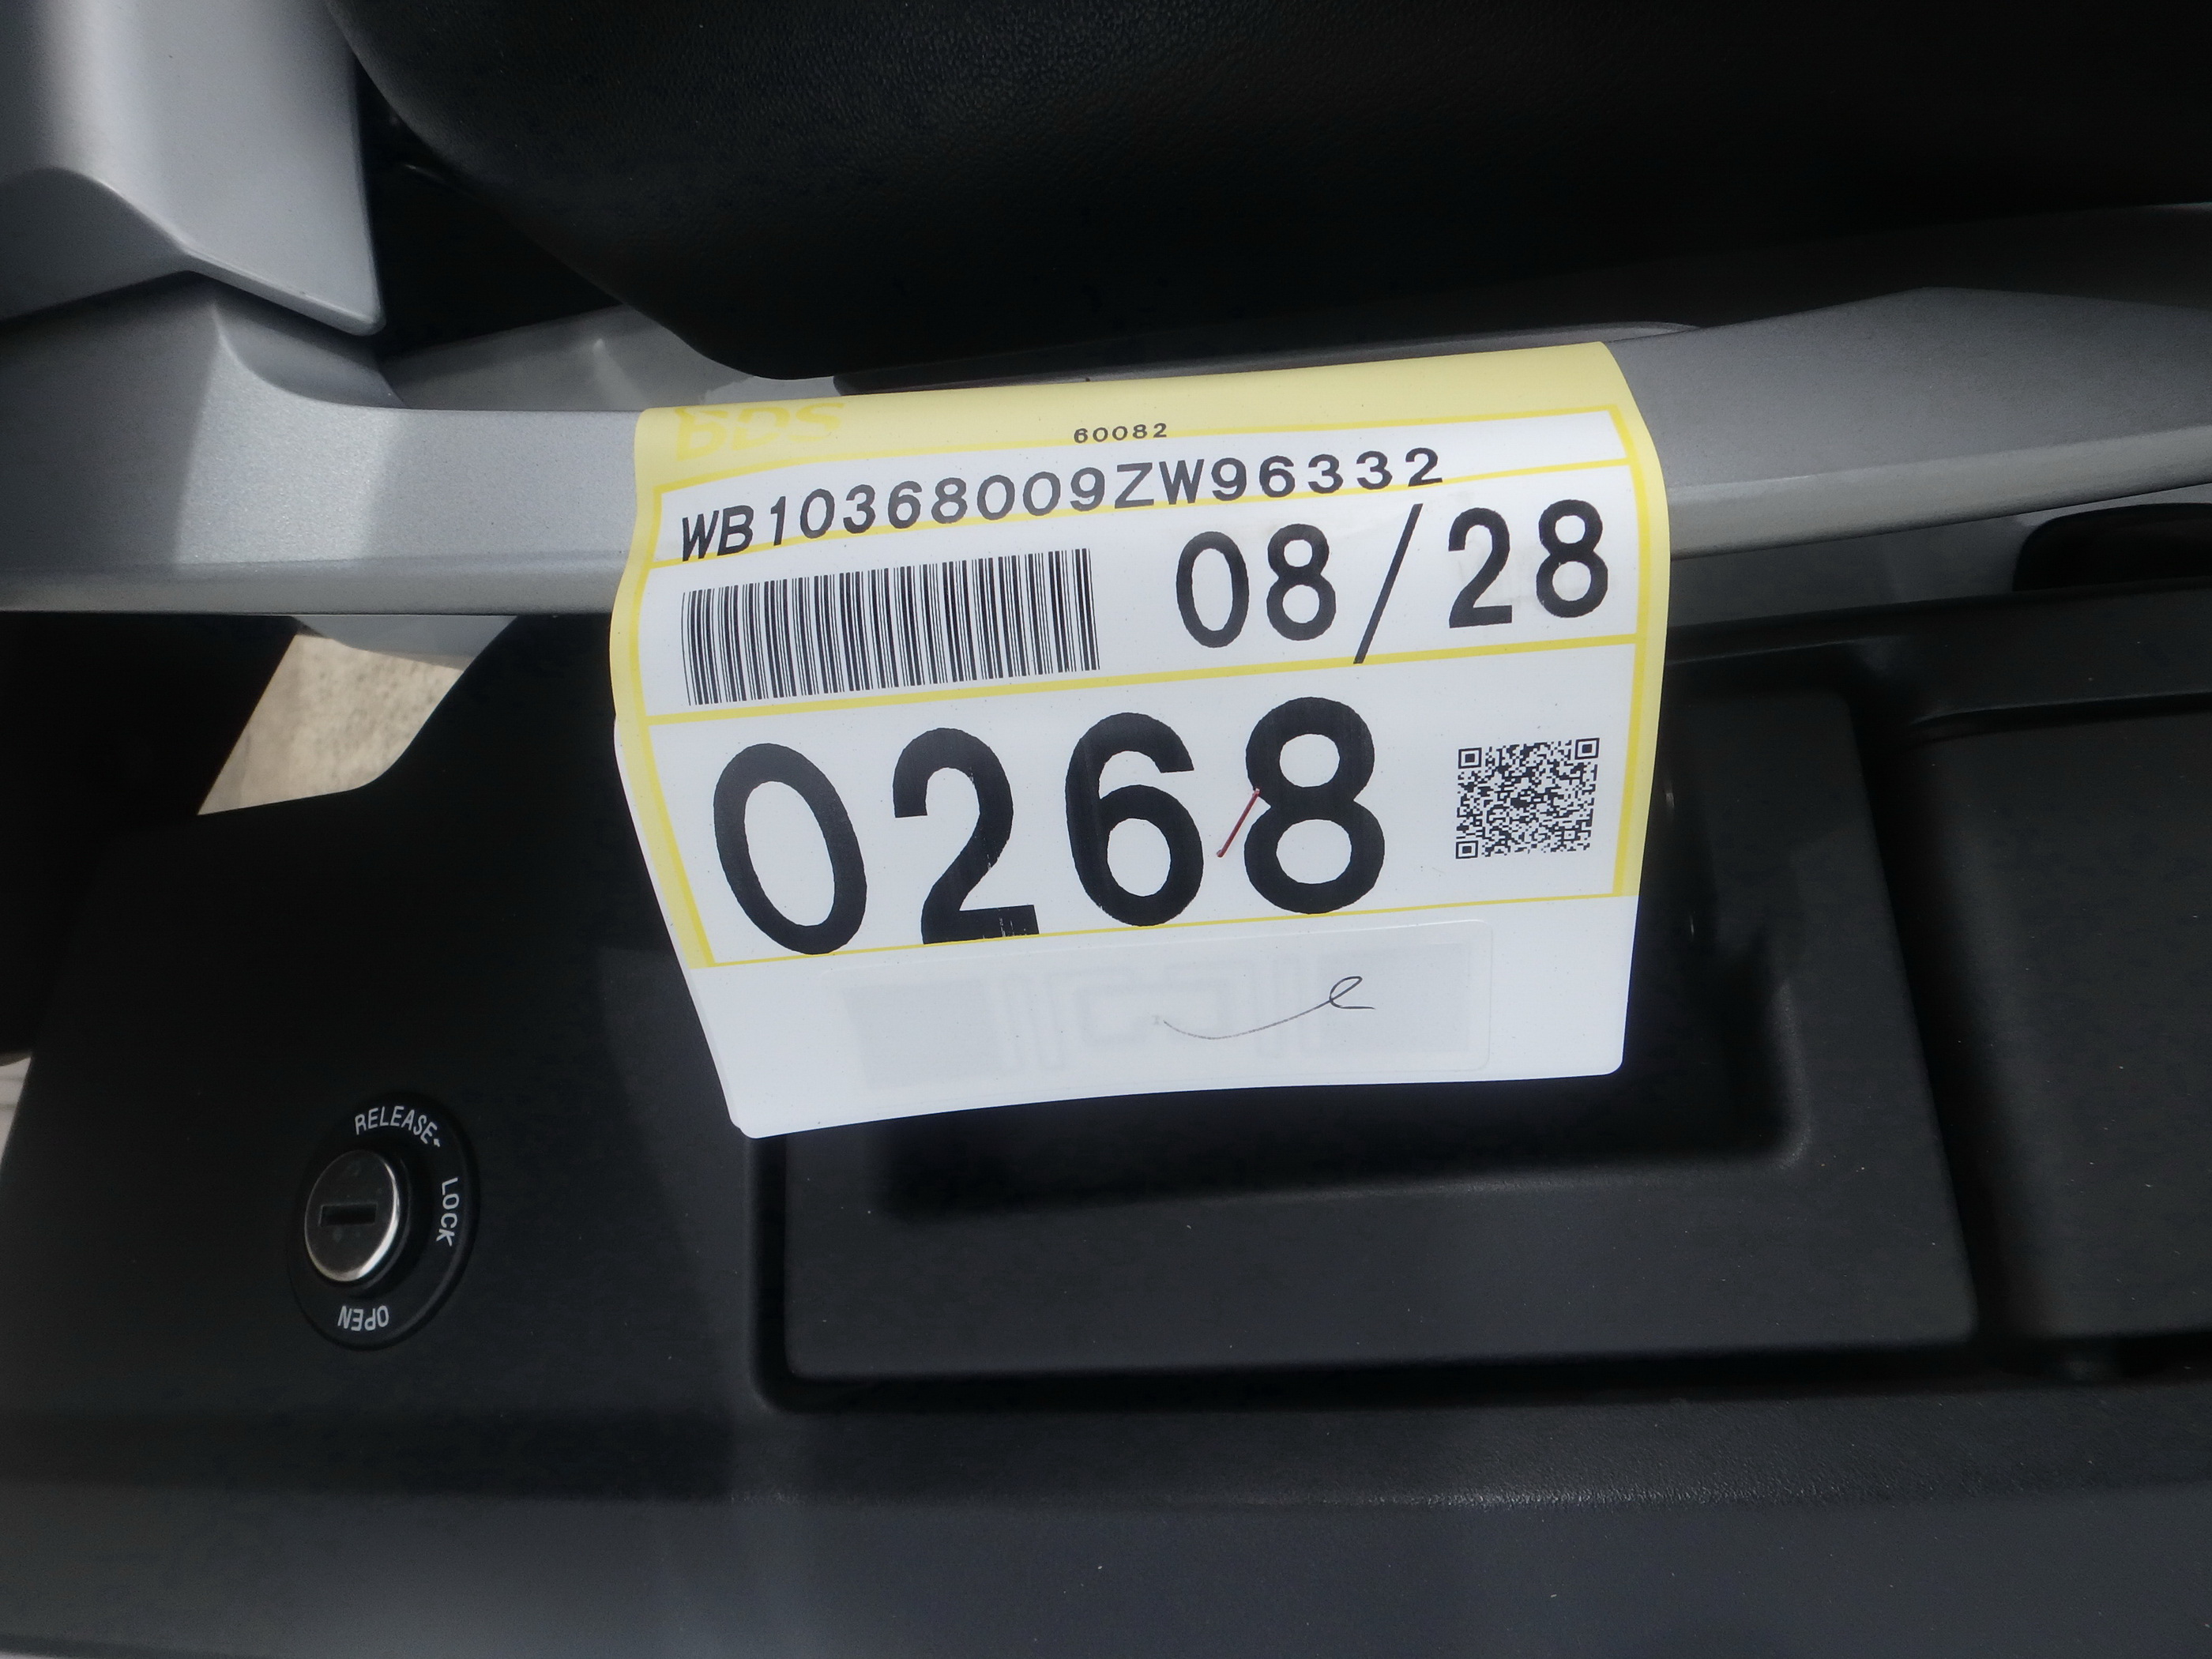 BDS
60082
WB10368009ZW96332
08/28
0268
RELEASE
LOCK
OPEN